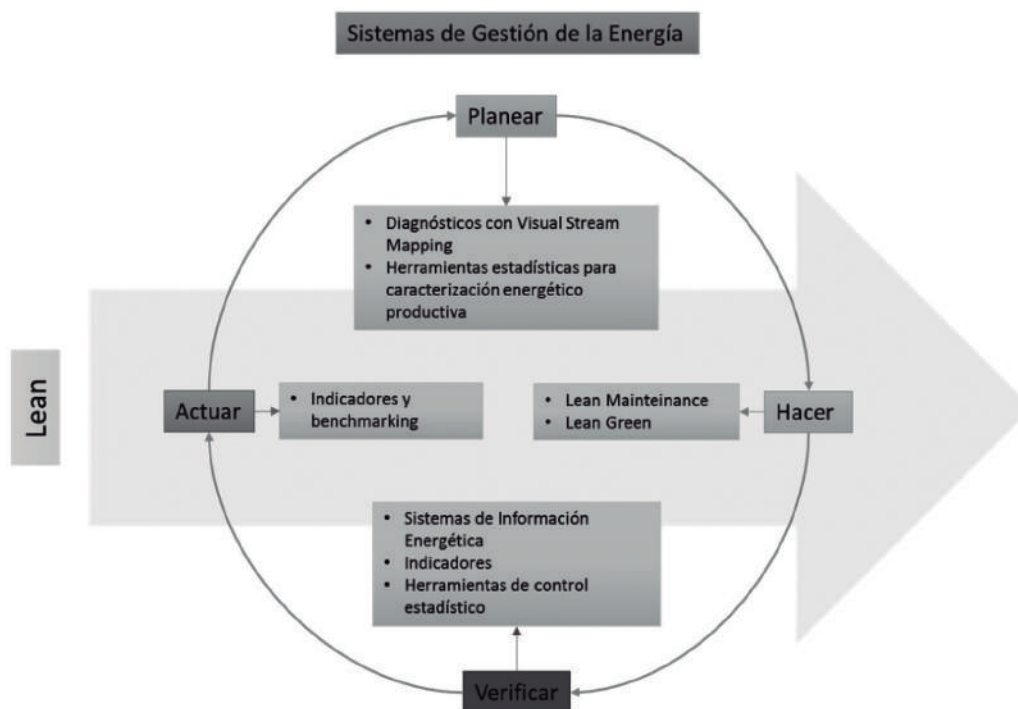 Sistemas de Gestión de la Energía
Planear
• Diagnósticos con Visual Stream
Mapping
• Herramientas estadísticas para
caracterización energético
productiva
Lean
Actuar
• Indicadores y
benchmarking
• Lean Mainteinance
• Lean Green
Hacer
• Sistemas de Información
Energética
• Indicadores
• Herramientas de control
estadístico
Verificar